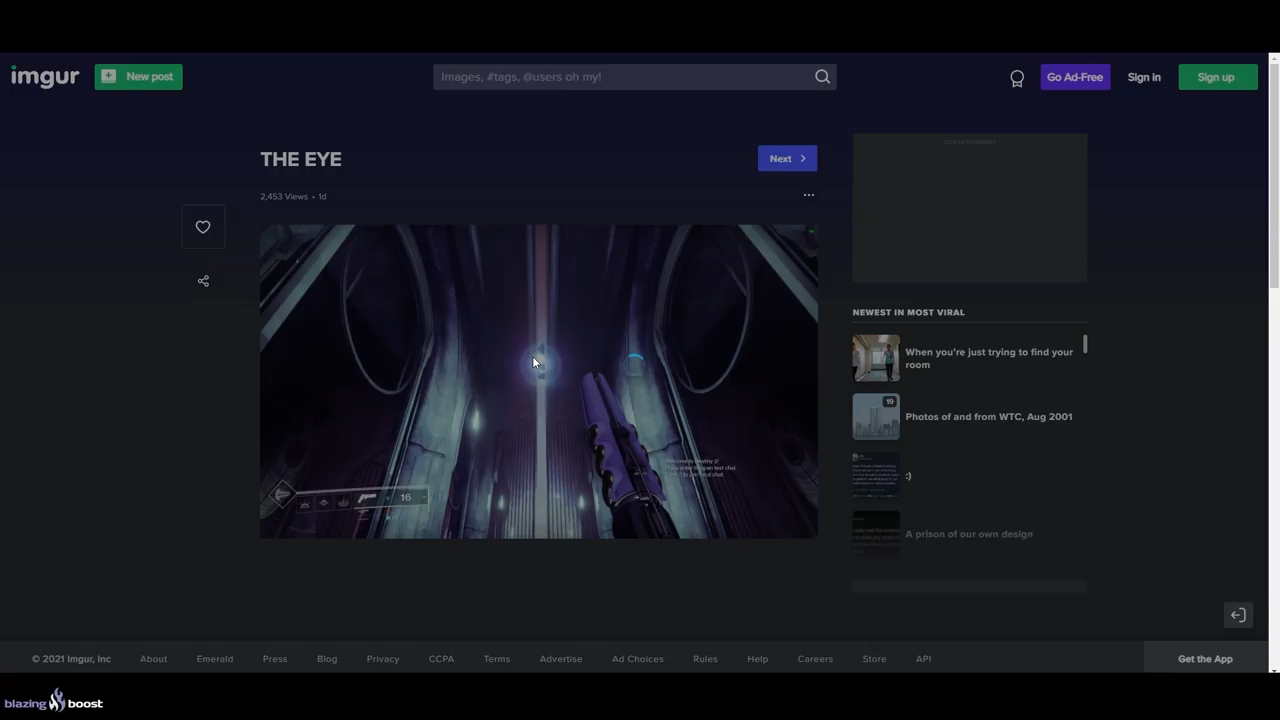 imgur
New post
Images, #tags, @users oh my!
Go Ad-Free
Sign in
Sign up
THE EYE
Next
2,453 Views • 1d
ADVERTISEMENT
16
NEWEST IN MOST VIRAL
When you're just trying to find your
room
19
Photos of and from WTC, Aug 2001
:)
A prison of our own design
© 2021 Imgur, Inc
About
Emerald
Press
Blog
Privacy
CCPA
Terms
Advertise
Ad Choices
Rules
Help
Careers
Store
API
Get the App
blazing boost